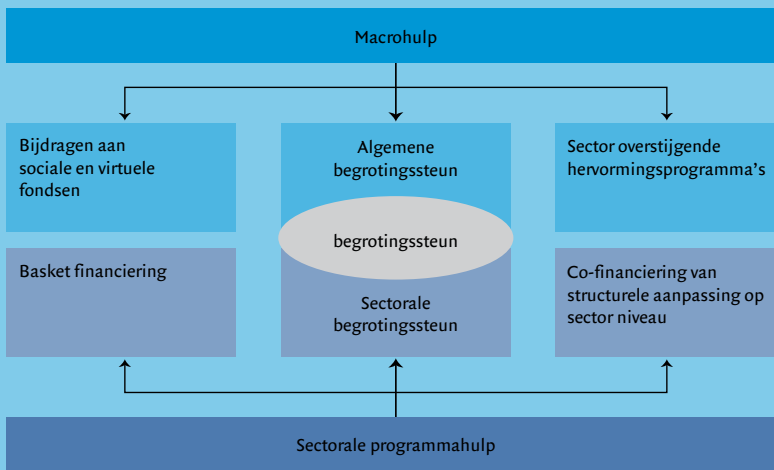 Macrohulp
Bijdragen aan
sociale en virtuele
fondsen
Algemene
begrotingssteun
Sector overstijgende
hervormingsprogramma's
begrotingssteun
Basket financiering
Sectorale
begrotingssteun
Co-financiering van
structurele aanpassing op
sector niveau
Sectorale programmahulp